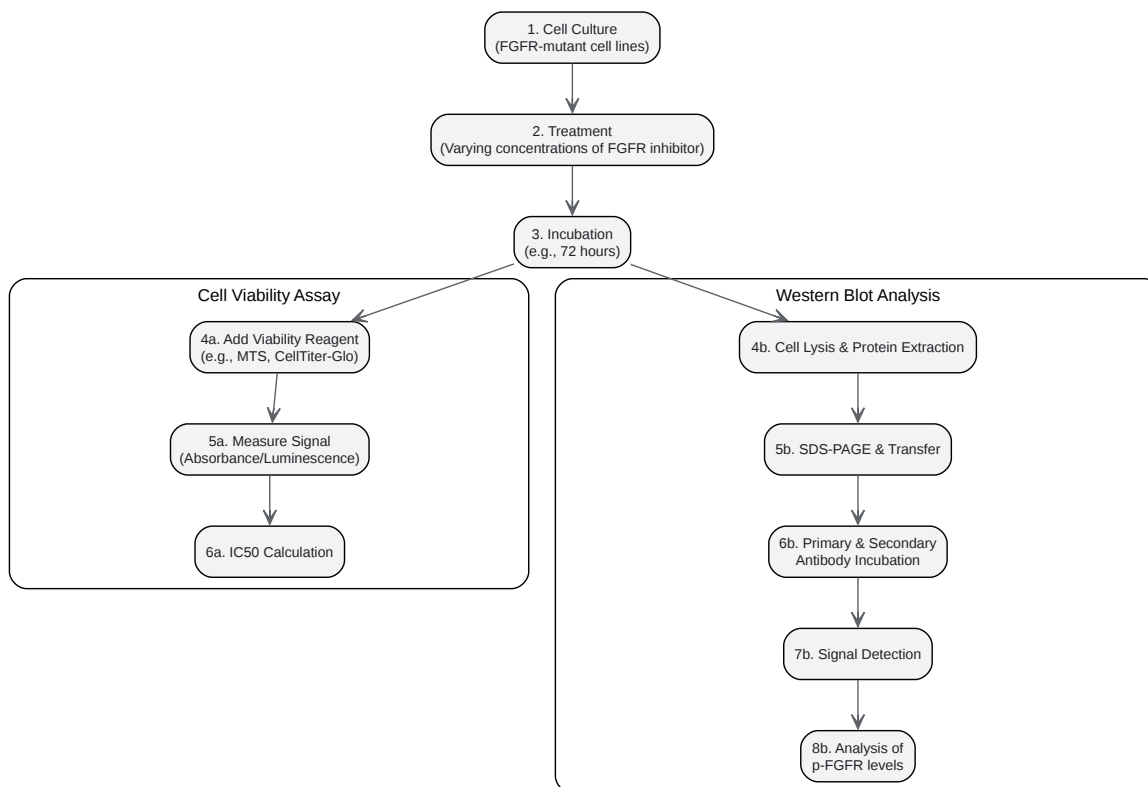 1. Cell Culture
(FGFR-mutant cell lines)
2. Treatment
(Varying concentrations of FGFR inhibitor)
3. Incubation
(e.g., 72 hours)
Cell Viability Assay
4a. Add Viability Reagent
(e.g., MTS, CellTiter-Glo)
5a. Measure Signal
(Absorbance/Luminescence)
6a. IC50 Calculation
Western Blot Analysis
4b. Cell Lysis & Protein Extraction
5b. SDS-PAGE & Transfer
6b. Primary & Secondary
Antibody Incubation
7b. Signal Detection
8b. Analysis of
p-FGFR levels